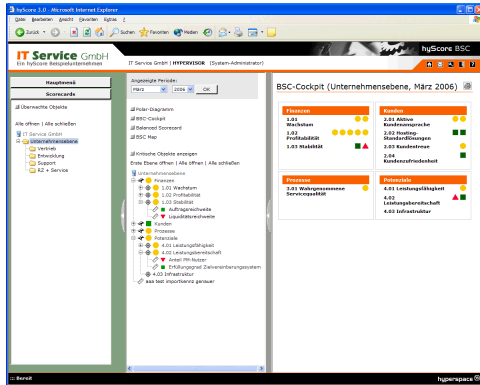 hyScore 3.0 - Microsoft Internet Explorer
Datei Bearbeiten Ansicht Favoriten Extras ?
Zurück Suchen Favoriten Medien
IT Service GmbH
Ein hyScore Beispielunternehmen
hyScore BSC
IT Service GmbH | HYPERVISOR (System-Administrator)
Hauptmenü
Scorecards
Überwachte Objekte
Alle öffnen | Alle schließen
IT Service GmbH
Unternehmensebene
Vertrieb
Entwicklung
Support
RZ + Service
Angezeigte Periode:
März 2006 OK
Polar-Diagramm
BSC-Cockpit
Balanced Scorecard
BSC Map
Kritische Objekte anzeigen
Erste Ebene öffnen | Alle öffnen | Alle schließen
Unternehmensebene
Finanzen
1.01 Wachstum
1.02 Profitabilität
1.03 Stabilität
Auftragsreichweite
Liquiditätsreichweite
Kunden
Prozesse
Potenziale
4.01 Leistungsfähigkeit
4.02 Leistungsbereitschaft
Anteil PM-Nutzer
Erfüllungsgrad Zielvereinbarungssystem
4.03 Infrastruktur
aaa test importkennz genauer
BSC-Cockpit (Unternehmensebene, März 2006)
Finanzen
1.01
Wachstum
1.02
Profitabilität
1.03 Stabilität
Kunden
2.01 Aktive
Kundenansprache
2.02 Hosting-
Standardlösungen
2.03 Kundentreue
2.04
Kundenzufriedenheit
Prozesse
3.01 Wahrgenommene
Servicequalität
Potenziale
4.01 Leistungsfähigkeit
4.02
Leistungsbereitschaft
4.03 Infrastruktur
::: Bereit
hyperspace